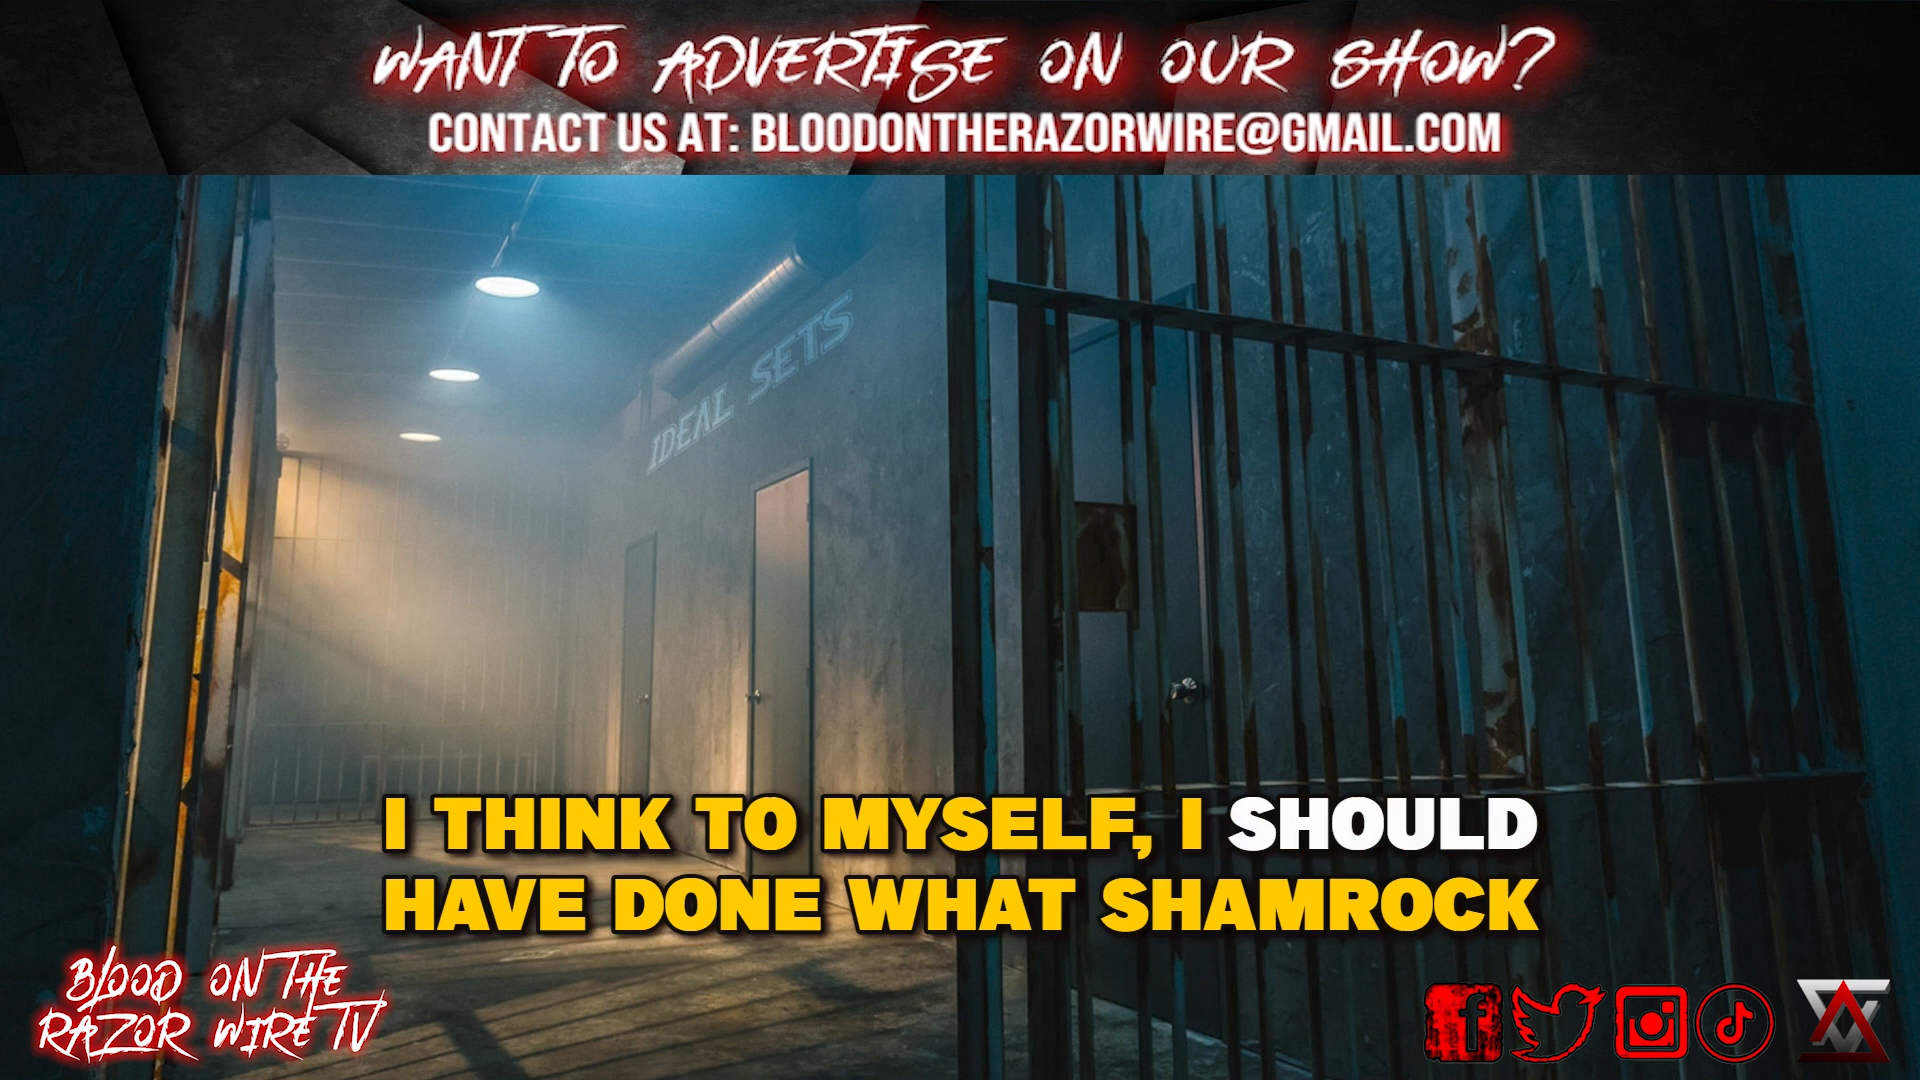 WANT TO ADVERTISE ON OUR SHOW?
CONTACT US AT: BLOODONTHERAZORWIRE@GMAIL.COM
IDEAL SETS
I THINK TO MYSELF, I SHOULD
HAVE DONE WHAT SHAMROCK
BLOOD ON THE
RAZOR WIRE TV